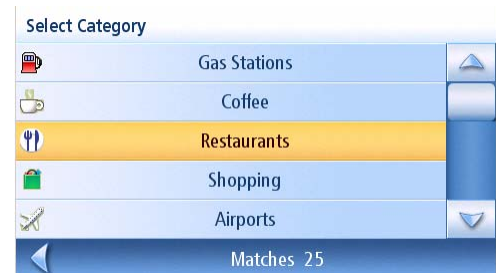 Select Category
Gas Stations
Coffee
Restaurants
Shopping
Airports
Matches 25